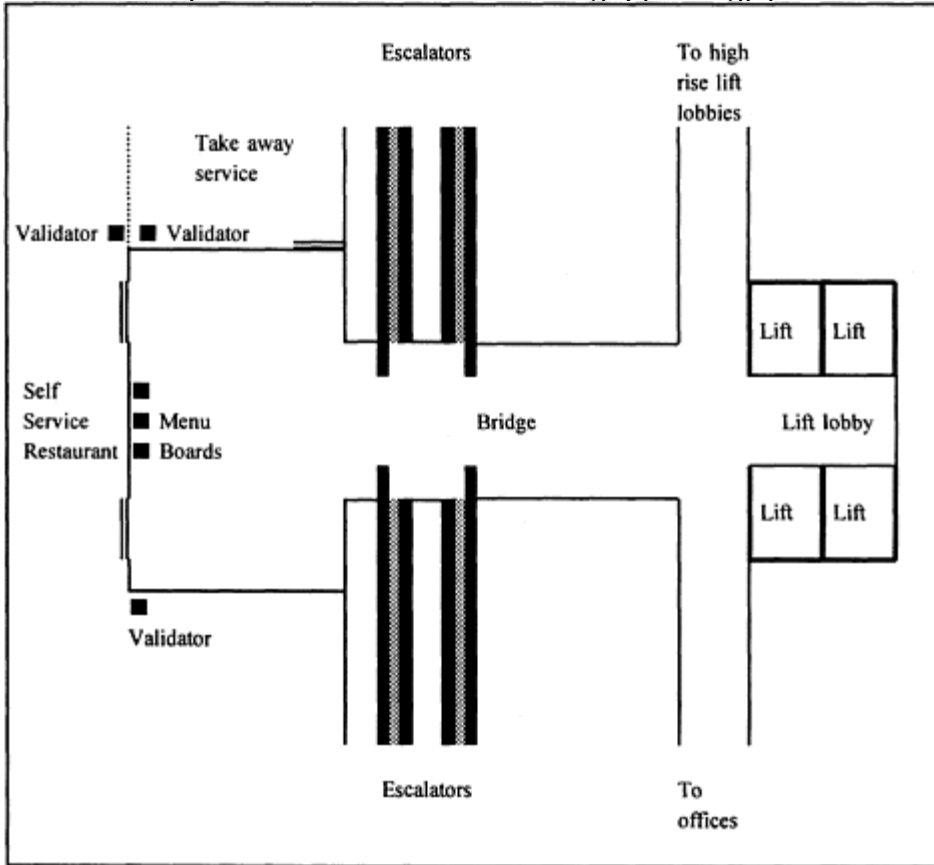 Escalators
To high
rise lift
lobbies
Take away
service
Validator
Validator
Lift
Lift
Self
Service
Restaurant
Menu
Boards
Bridge
Lift lobby
Lift
Lift
Validator
Escalators
To
offices